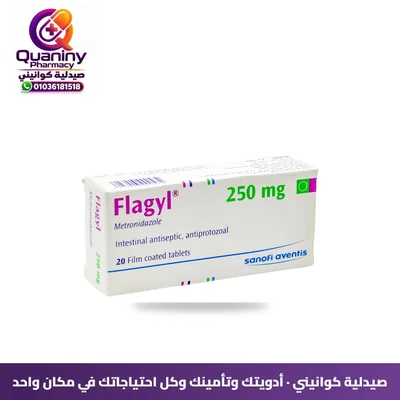 Quaniny
Pharmacy
صيدلية كوانيني
01036181518
Flagyl®
250 mg
Metronidazole
Intestinal antiseptic, antiprotozoal
20 Film coated tablets
sanofi aventis
Flagyl®
250 mg
صيدلية كوانيني - أدويتك وتأمينك وكل احتياجاتك في مكان واحد